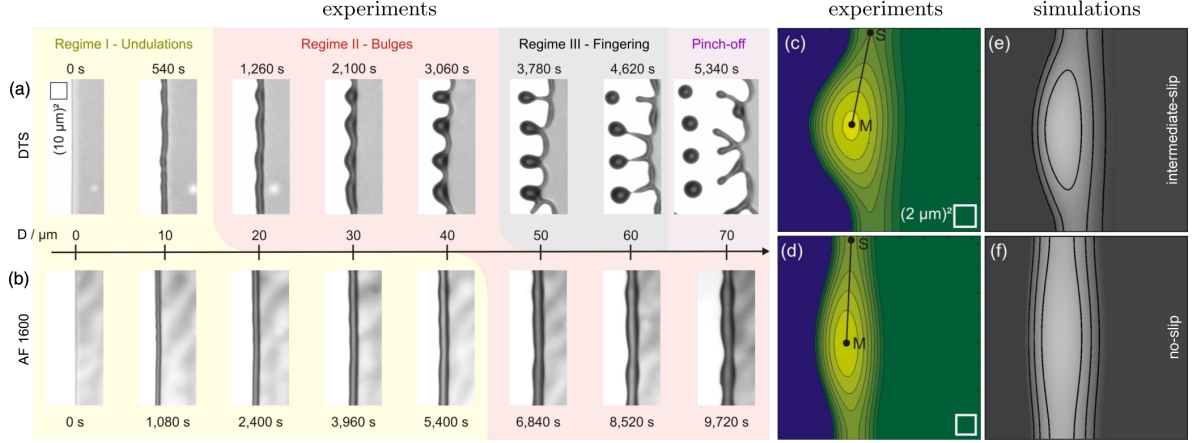 experiments
experiments
simulations
Regime I - Undulations
Regime II - Bulges
Regime III - Fingering
Pinch-off
0 s
540 s
1,260 s
2,100 s
3,060 s
3,780 s
4,620 s
5,340 s
(a)
DTS
(10 µm)²
D / µm
0
10
20
30
40
50
60
70
(b)
AF 1600
0 s
1,080 s
2,400 s
3,960 s
5,400 s
6,840 s
8,520 s
9,720 s
(c)
S
M
(2 µm)²
(d)
S
M
(e)
intermediate-slip
(f)
no-slip